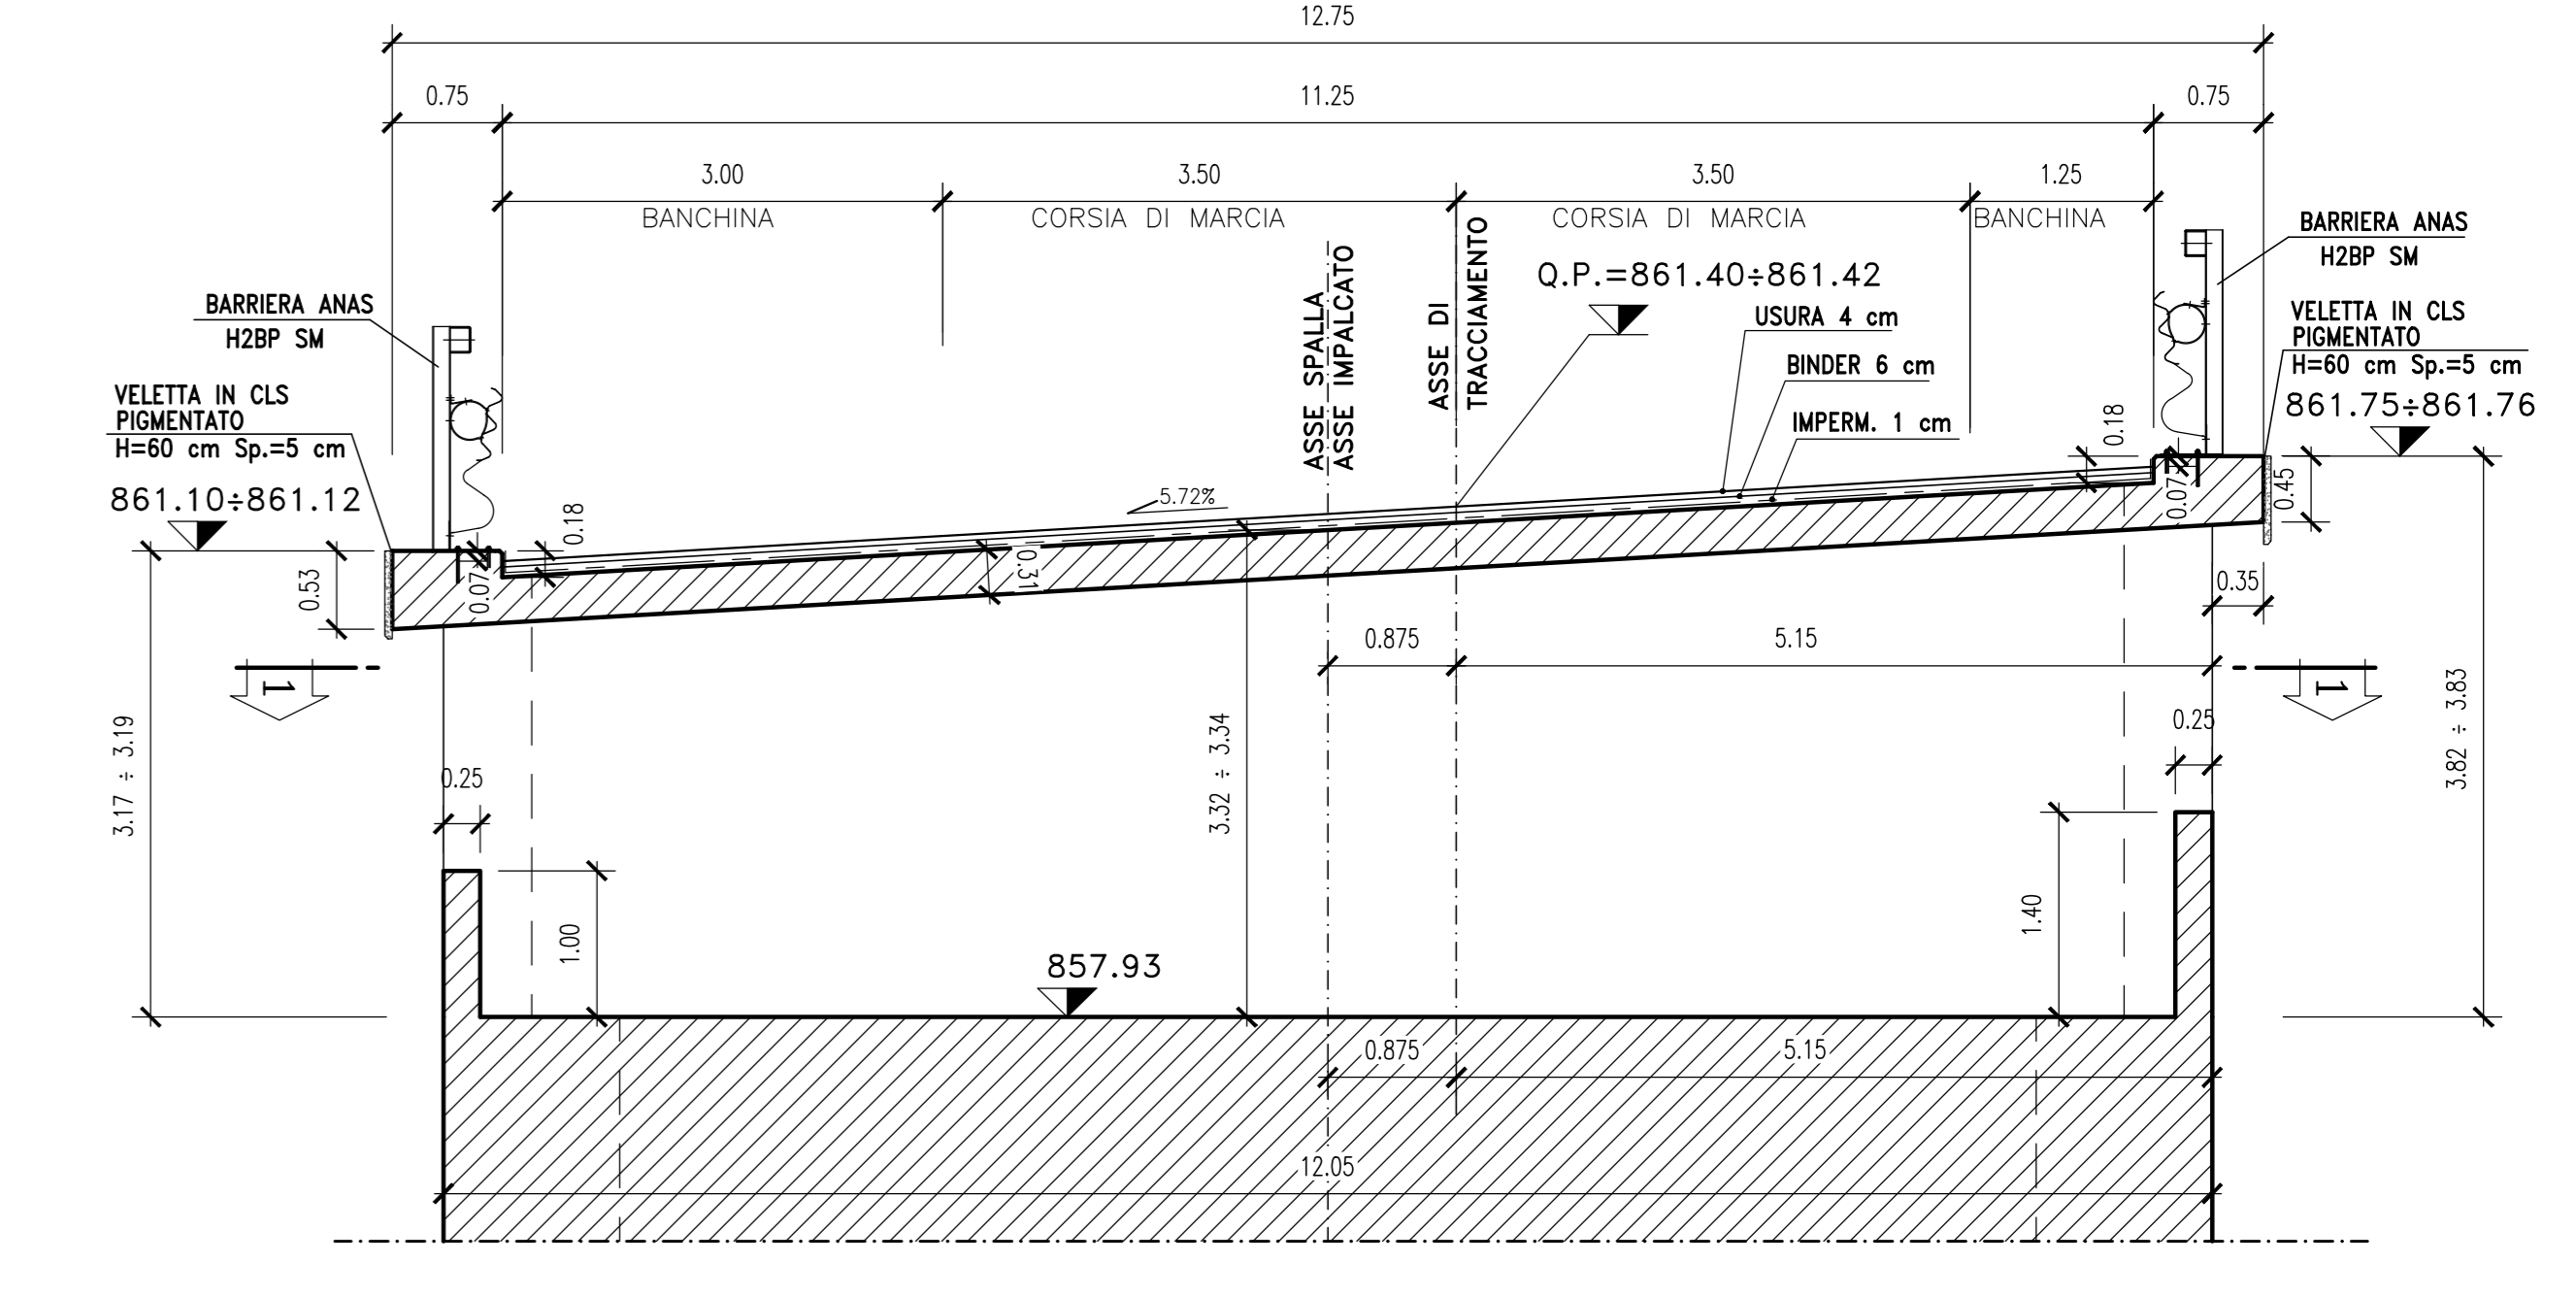 12.75
0.75
11.25
0.75
3.00
3.50
3.50
1.25
BANCHINA
CORSIA DI MARCIA
CORSIA DI MARCIA
BANCHINA
BARRIERA ANAS
H2BP SM
BARRIERA ANAS
H2BP SM
ASSE SPALLA
ASSE IMPALCATO
ASSE DI
TRACCIAMENTO
Q.P.=861.40÷861.42
USURA 4 cm
BINDER 6 cm
IMPERM. 1 cm
VELETTA IN CLS
PIGMENTATO
H=60 cm Sp.=5 cm
861.75÷861.76
VELETTA IN CLS
PIGMENTATO
H=60 cm Sp.=5 cm
861.10÷861.12
0.18
0.18
5.72%
0.07
0.45
0.53
0.07
0.31
0.35
0.875
5.15
1
1
3.17 ÷ 3.19
3.32 ÷ 3.34
3.82 ÷ 3.83
0.25
0.25
1.00
1.40
857.93
0.875
5.15
12.05